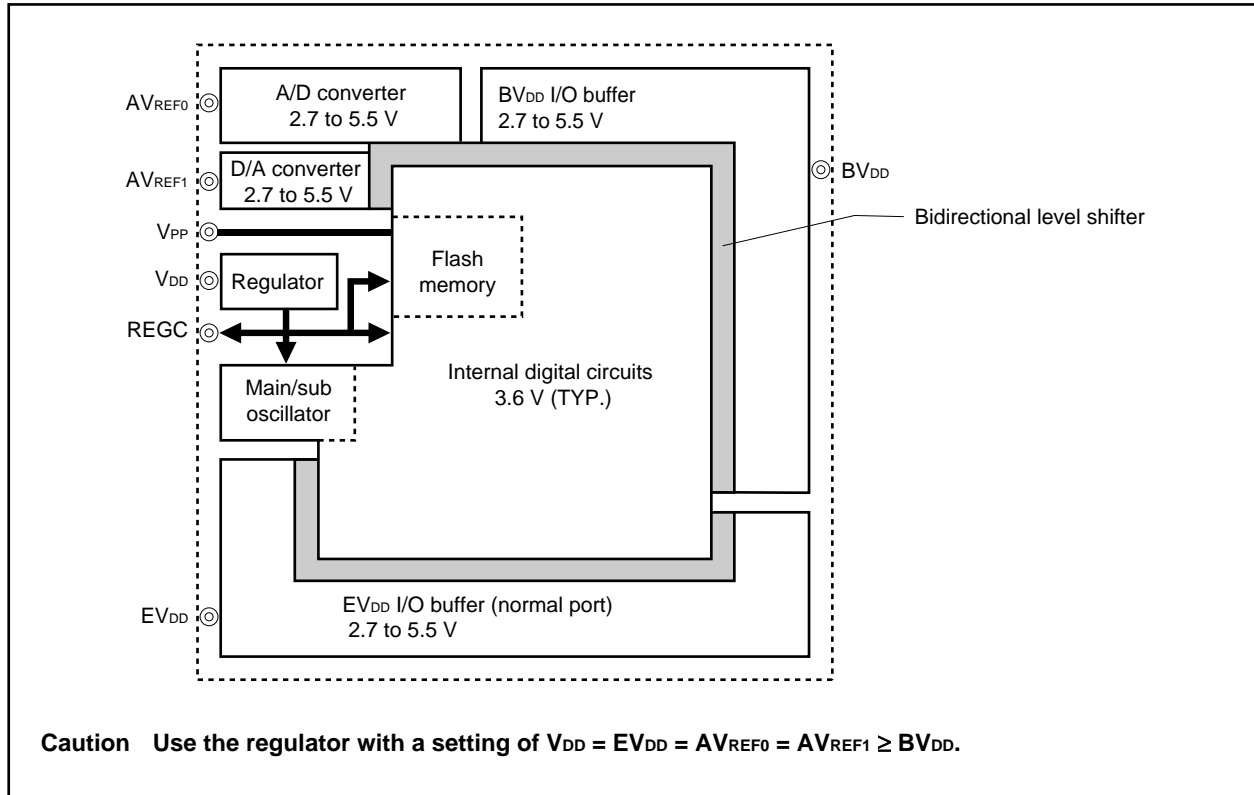 AVREF0
A/D converter
2.7 to 5.5 V
BVDD I/O buffer
2.7 to 5.5 V
AVREF1
D/A converter
2.7 to 5.5 V
BVDD
Bidirectional level shifter
VPP
Flash
memory
VDD
Regulator
REGC
Internal digital circuits
3.6 V (TYP.)
Main/sub
oscillator
EVDD
EVDD I/O buffer (normal port)
2.7 to 5.5 V
Caution Use the regulator with a setting of VDD = EVDD = AVREF0 = AVREF1 ≥ BVDD.